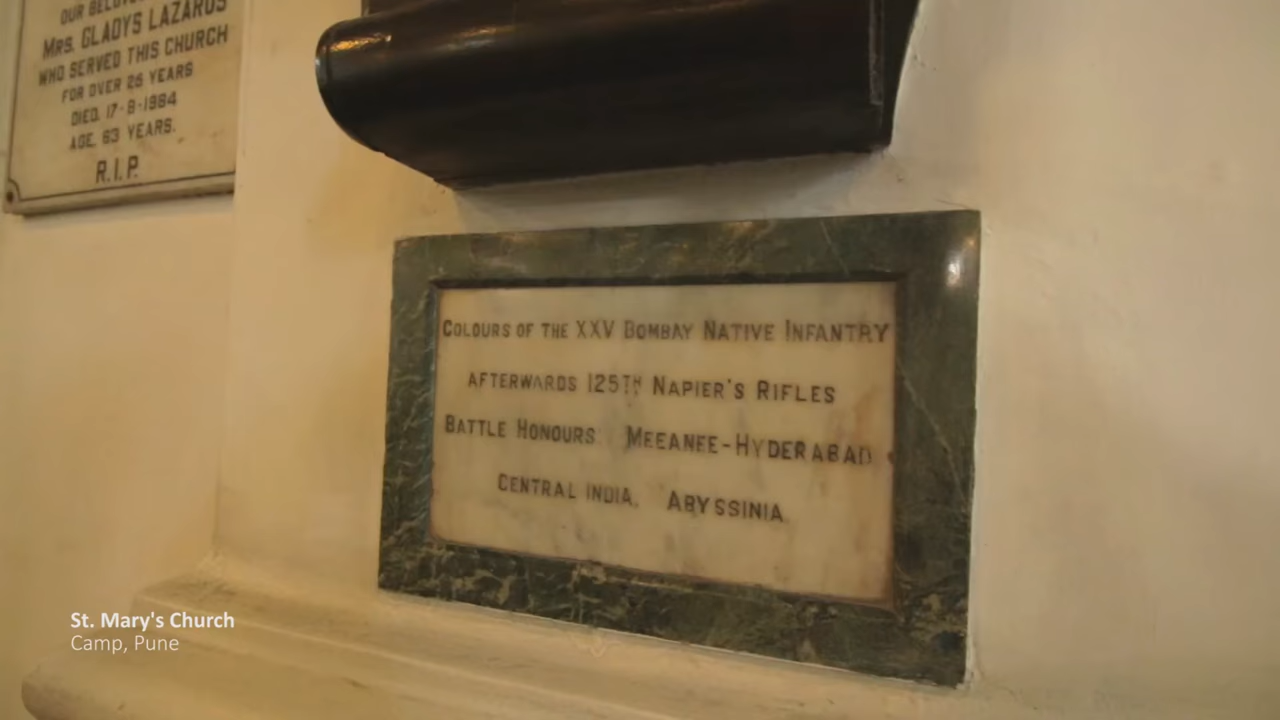 OUR BELOVED
MRS. GLADYS LAZARUS
WHO SERVED THIS CHURCH
FOR OVER 25 YEARS
DIED. 17-8-1984
AGE. 63 YEARS.
R.I.P.
COLOURS OF THE XXV BOMBAY NATIVE INFANTRY
AFTERWARDS 125TH NAPIER'S RIFLES
BATTLE HONOURS MEEANEE-HYDERABAD
CENTRAL INDIA. ABYSSINIA
St. Mary's Church
Camp, Pune